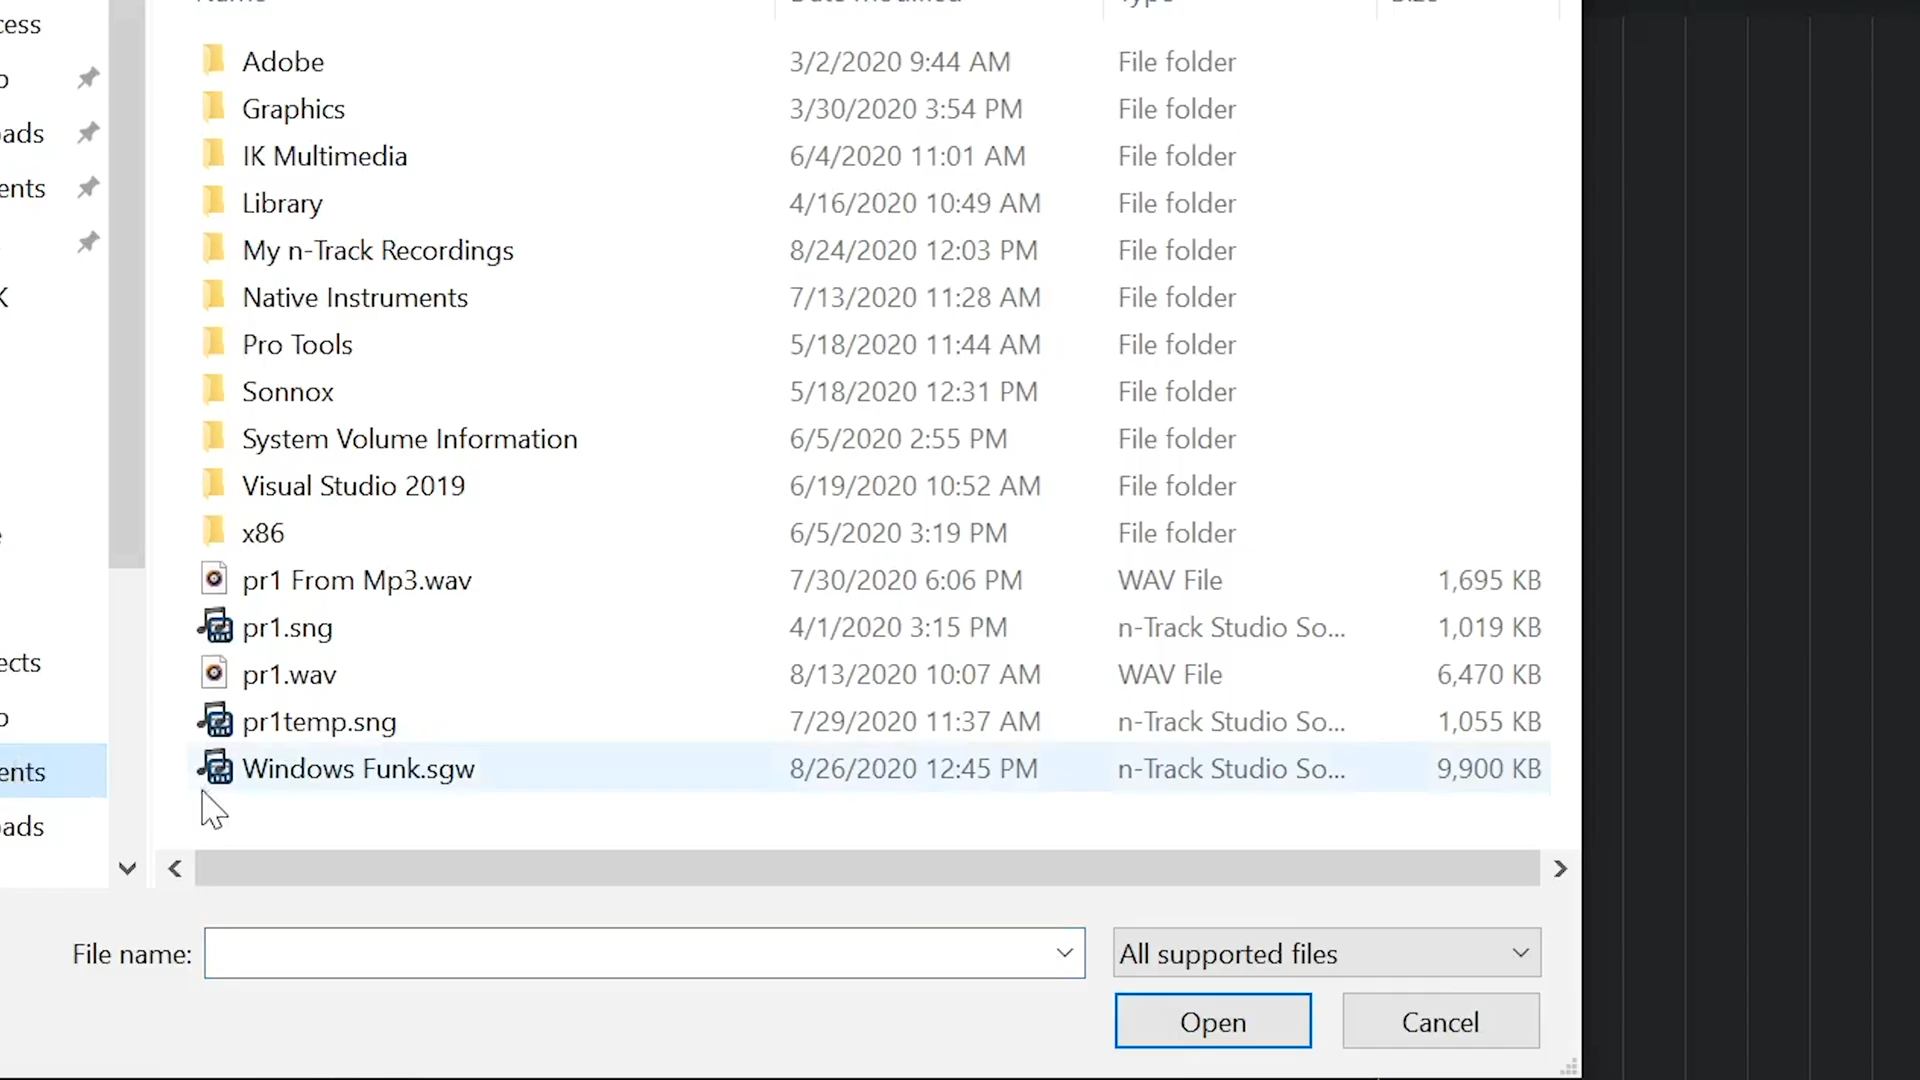 Adobe 3/2/2020 9:44 AM File folder
Graphics 3/30/2020 3:54 PM File folder
IK Multimedia 6/4/2020 11:01 AM File folder
Library 4/16/2020 10:49 AM File folder
My n-Track Recordings 8/24/2020 12:03 PM File folder
Native Instruments 7/13/2020 11:28 AM File folder
Pro Tools 5/18/2020 11:44 AM File folder
Sonnox 5/18/2020 12:31 PM File folder
System Volume Information 6/5/2020 2:55 PM File folder
Visual Studio 2019 6/19/2020 10:52 AM File folder
x86 6/5/2020 3:19 PM File folder
pr1 From Mp3.wav 7/30/2020 6:06 PM WAV File 1,695 KB
pr1.sng 4/1/2020 3:15 PM n-Track Studio So... 1,019 KB
pr1.wav 8/13/2020 10:07 AM WAV File 6,470 KB
pr1temp.sng 7/29/2020 11:37 AM n-Track Studio So... 1,055 KB
Windows Funk.sgw 8/26/2020 12:45 PM n-Track Studio So... 9,900 KB
File name: All supported files
Open Cancel